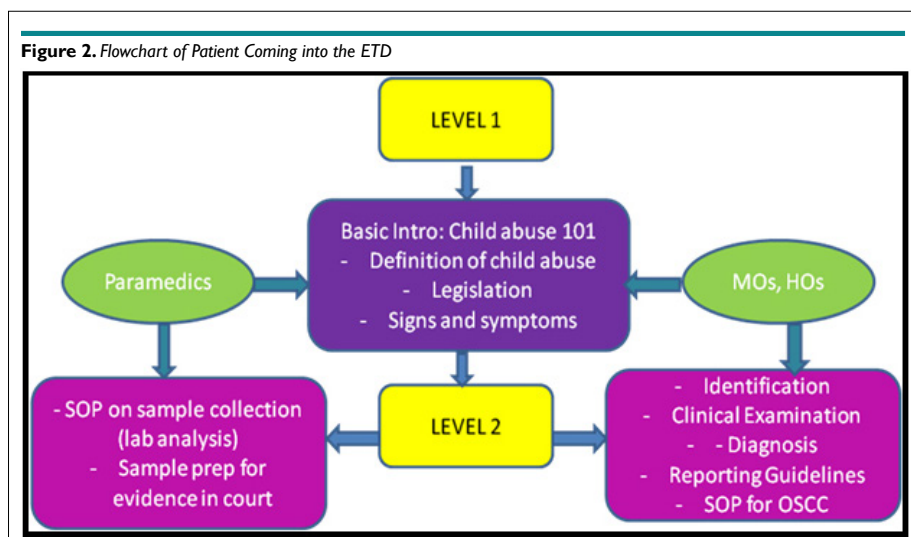 Figure 2. Flowchart of Patient Coming into the ETD
LEVEL 1
Basic Intro: Child abuse 101
- Definition of child abuse
- Legislation
- Signs and symptoms
Paramedics
MOs, HOs
- SOP on sample collection
(lab analysis)
- Sample prep for
evidence in court
LEVEL 2
- Identification
- Clinical Examination
- - Diagnosis
- Reporting Guidelines
- SOP for OSCC